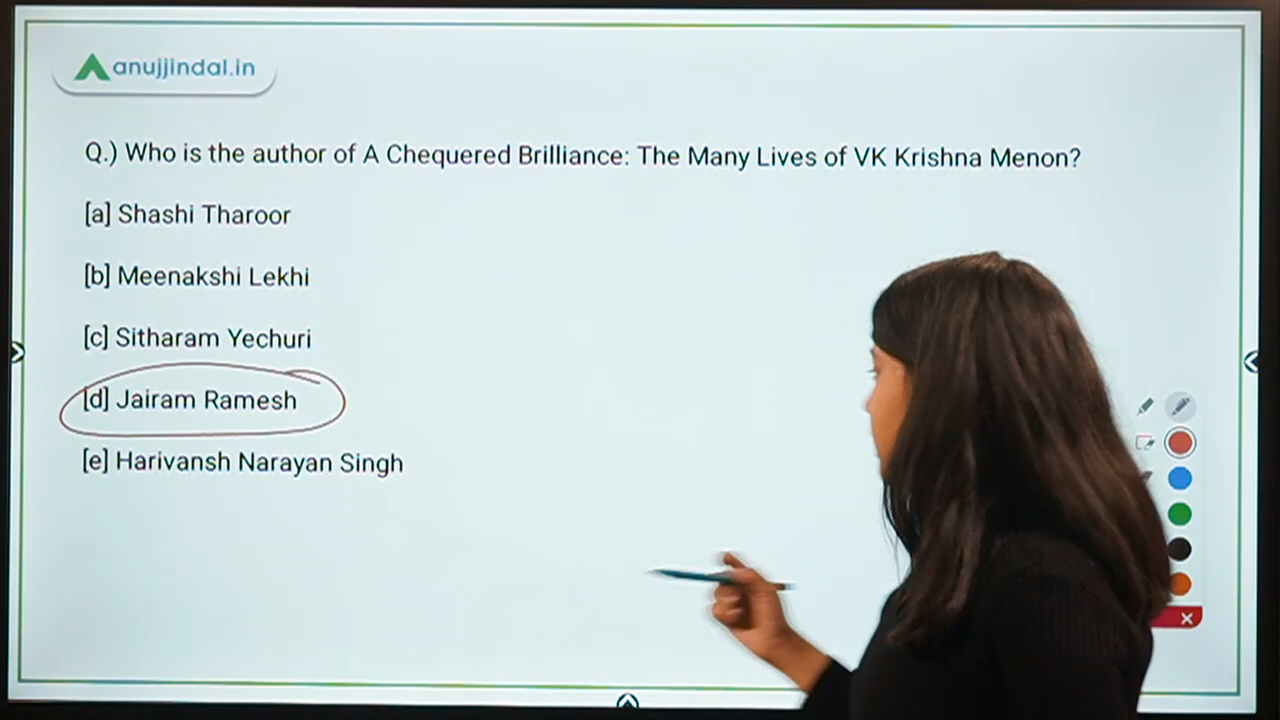 anujjindal.in
Q.) Who is the author of A Chequered Brilliance: The Many Lives of VK Krishna Menon?
[a] Shashi Tharoor
[b] Meenakshi Lekhi
[c] Sitharam Yechuri
[d] Jairam Ramesh
[e] Harivansh Narayan Singh